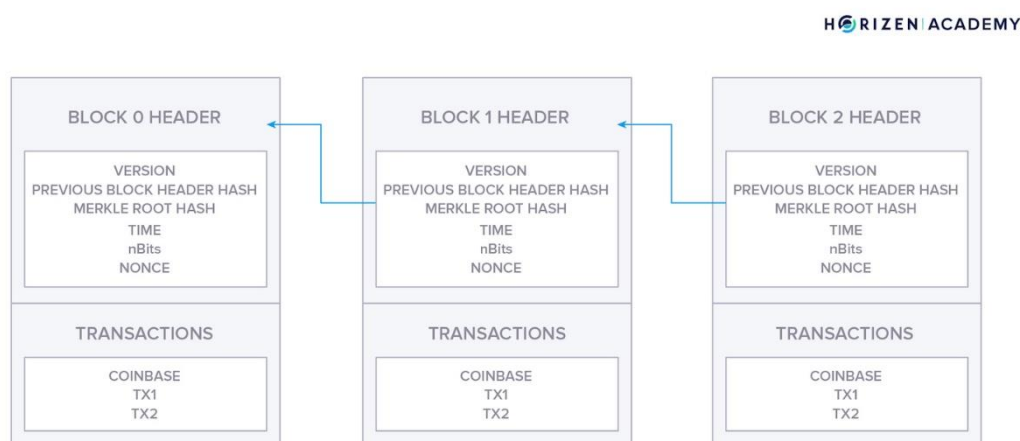 HORIZEN ACADEMY
BLOCK 0 HEADER
VERSION
PREVIOUS BLOCK HEADER HASH
MERKLE ROOT HASH
TIME
nBits
NONCE
TRANSACTIONS
COINBASE
TX1
TX2
BLOCK 1 HEADER
VERSION
PREVIOUS BLOCK HEADER HASH
MERKLE ROOT HASH
TIME
nBits
NONCE
TRANSACTIONS
COINBASE
TX1
TX2
BLOCK 2 HEADER
VERSION
PREVIOUS BLOCK HEADER HASH
MERKLE ROOT HASH
TIME
nBits
NONCE
TRANSACTIONS
COINBASE
TX1
TX2